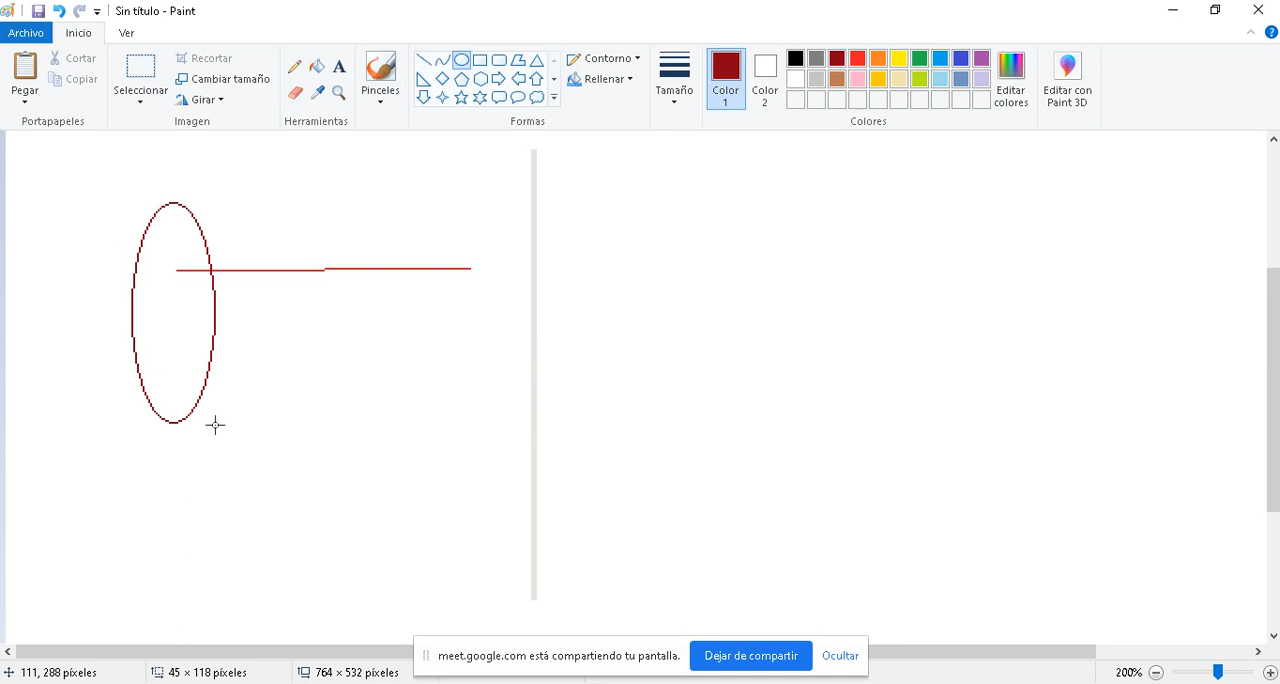 Sin título - Paint
Archivo Inicio Ver
Pegar
Cortar
Copiar
Portapapeles
Seleccionar
Recortar
Cambiar tamaño
Girar
Imagen
A
Herramientas
Pinceles
Contorno
Rellenar
Formas
Tamaño
Color 1
Color 2
Editar colores
Colores
Editar con Paint 3D
meet.google.com está compartiendo tu pantalla. Dejar de compartir Ocultar
111, 288 píxeles 45 × 118 píxeles 764 × 532 píxeles 200%